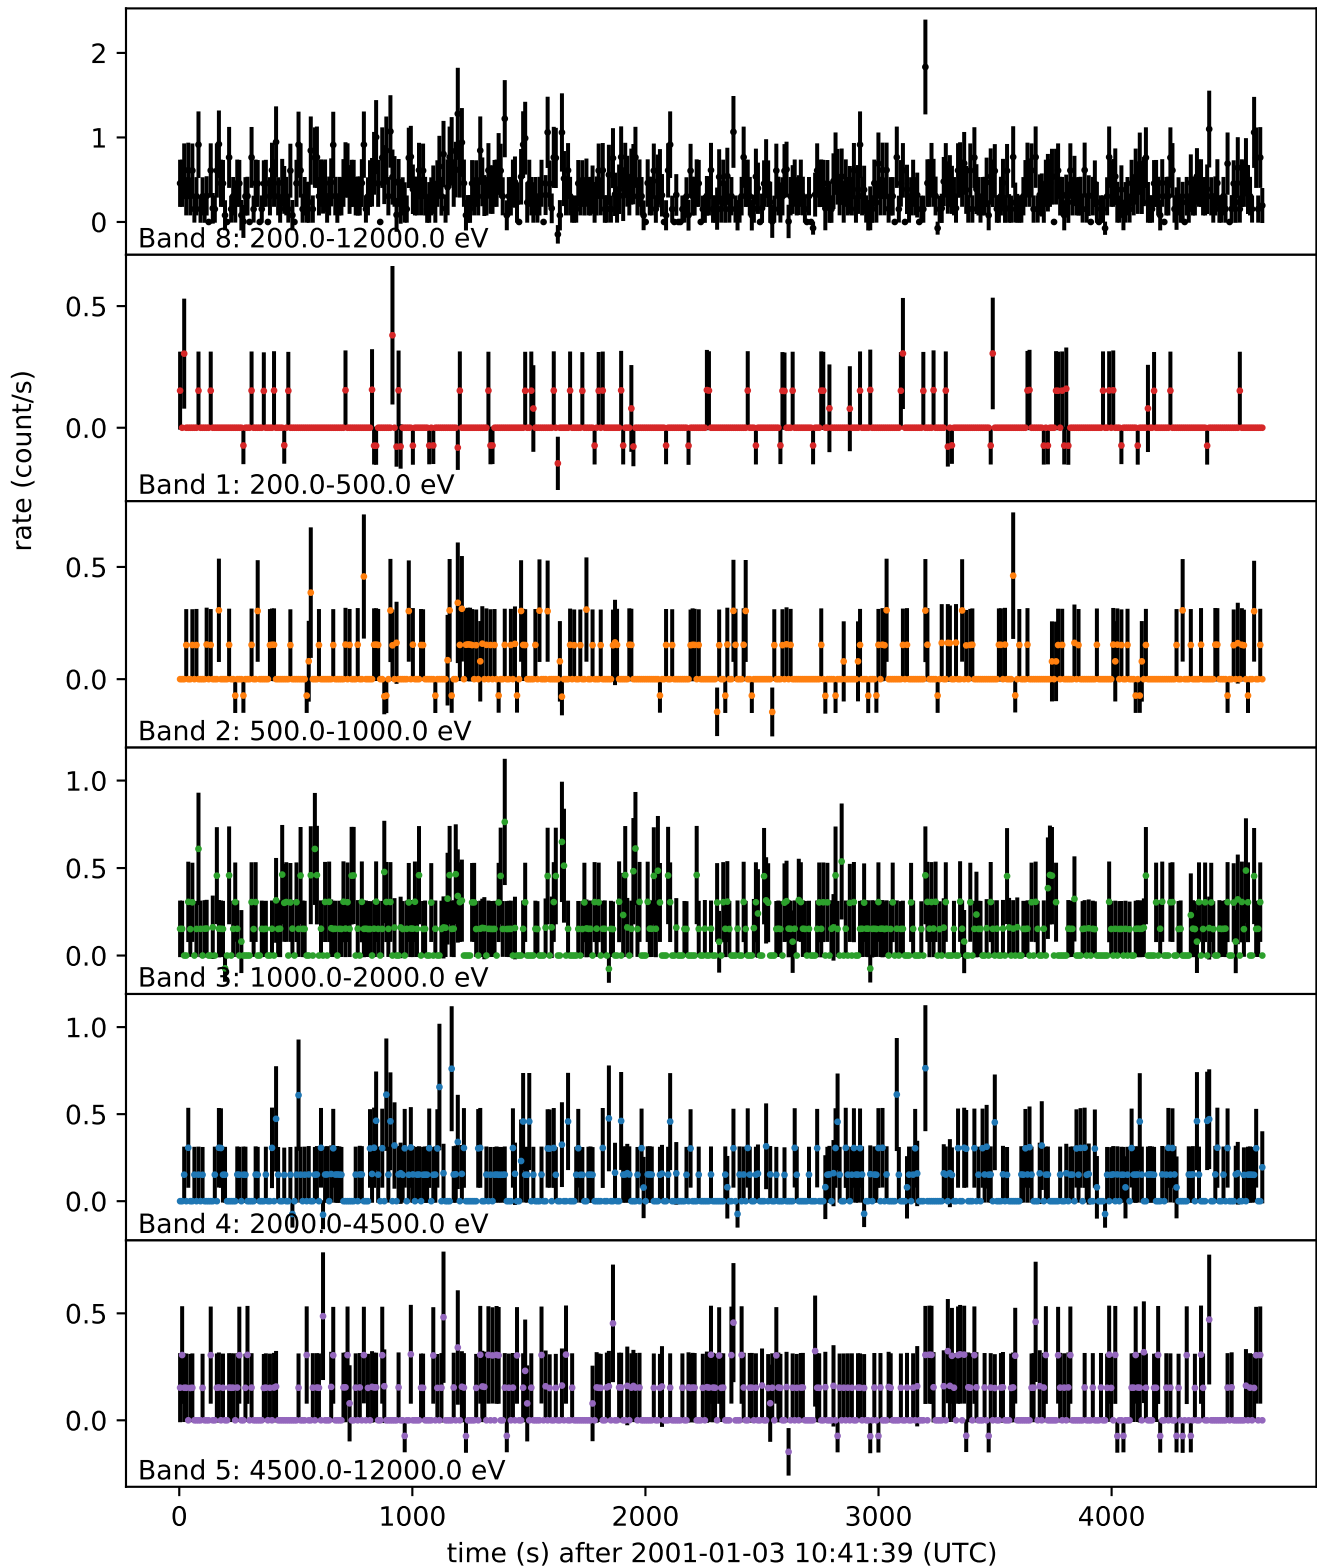 2
1
0
Band 8: 200.0-12000.0 eV
0.5
0.0
Band 1: 200.0-500.0 eV
rate (count/s)
0.5
0.0
Band 2: 500.0-1000.0 eV
1.0
0.5
0.0
Band 3: 1000.0-2000.0 eV
1.0
0.5
0.0
Band 4: 2000.0-4500.0 eV
0.5
0.0
Band 5: 4500.0-12000.0 eV
0 1000 2000 3000 4000
time (s) after 2001-01-03 10:41:39 (UTC)